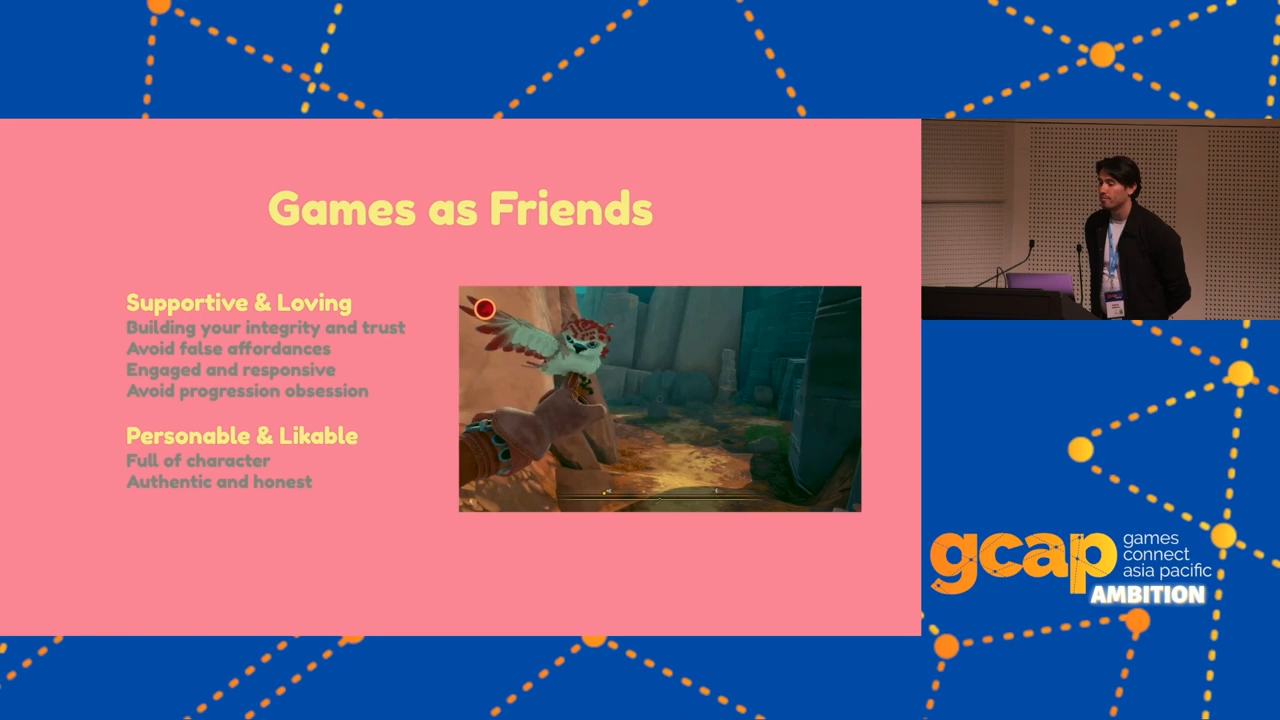 Games as Friends
Supportive & Loving
Building your integrity and trust
Avoid false affordances
Engaged and responsive
Avoid progression obsession
Personable & Likable
Full of character
Authentic and honest
gcap
games
connect
asia pacific
AMBITION